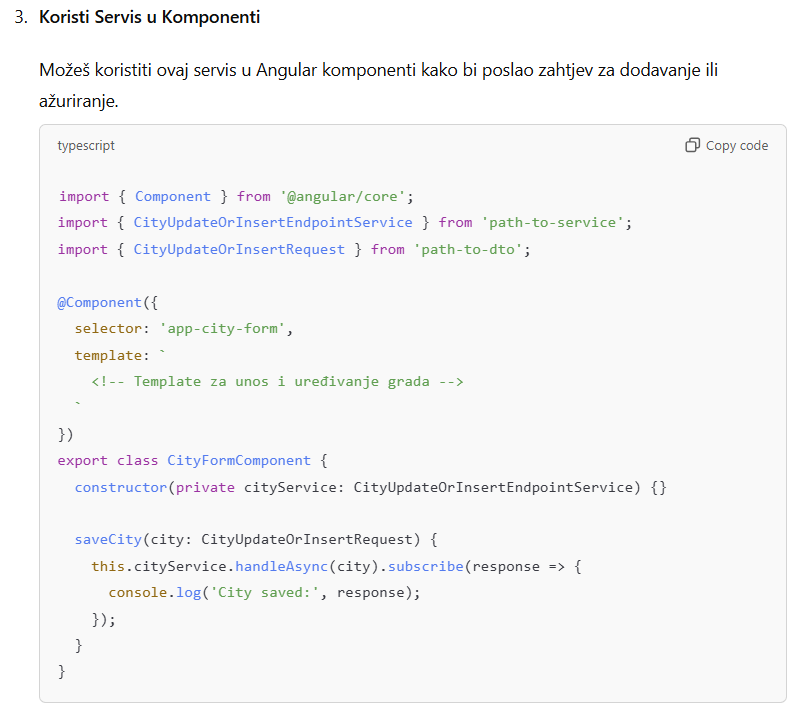 3. Koristi Servis u Komponenti
Možeš koristiti ovaj servis u Angular komponenti kako bi poslao zahtjev za dodavanje ili
ažuriranje.
typescript Copy code
import { Component } from '@angular/core';
import { CityUpdateOrInsertEndpointService } from 'path-to-service';
import { CityUpdateOrInsertRequest } from 'path-to-dto';
@Component({
  selector: 'app-city-form',
  template: `
    <!-- Template za unos i uređivanje grada -->
  `
})
export class CityFormComponent {
  constructor(private cityService: CityUpdateOrInsertEndpointService) {}
  saveCity(city: CityUpdateOrInsertRequest) {
    this.cityService.handleAsync(city).subscribe(response => {
      console.log('City saved:', response);
    });
  }
}